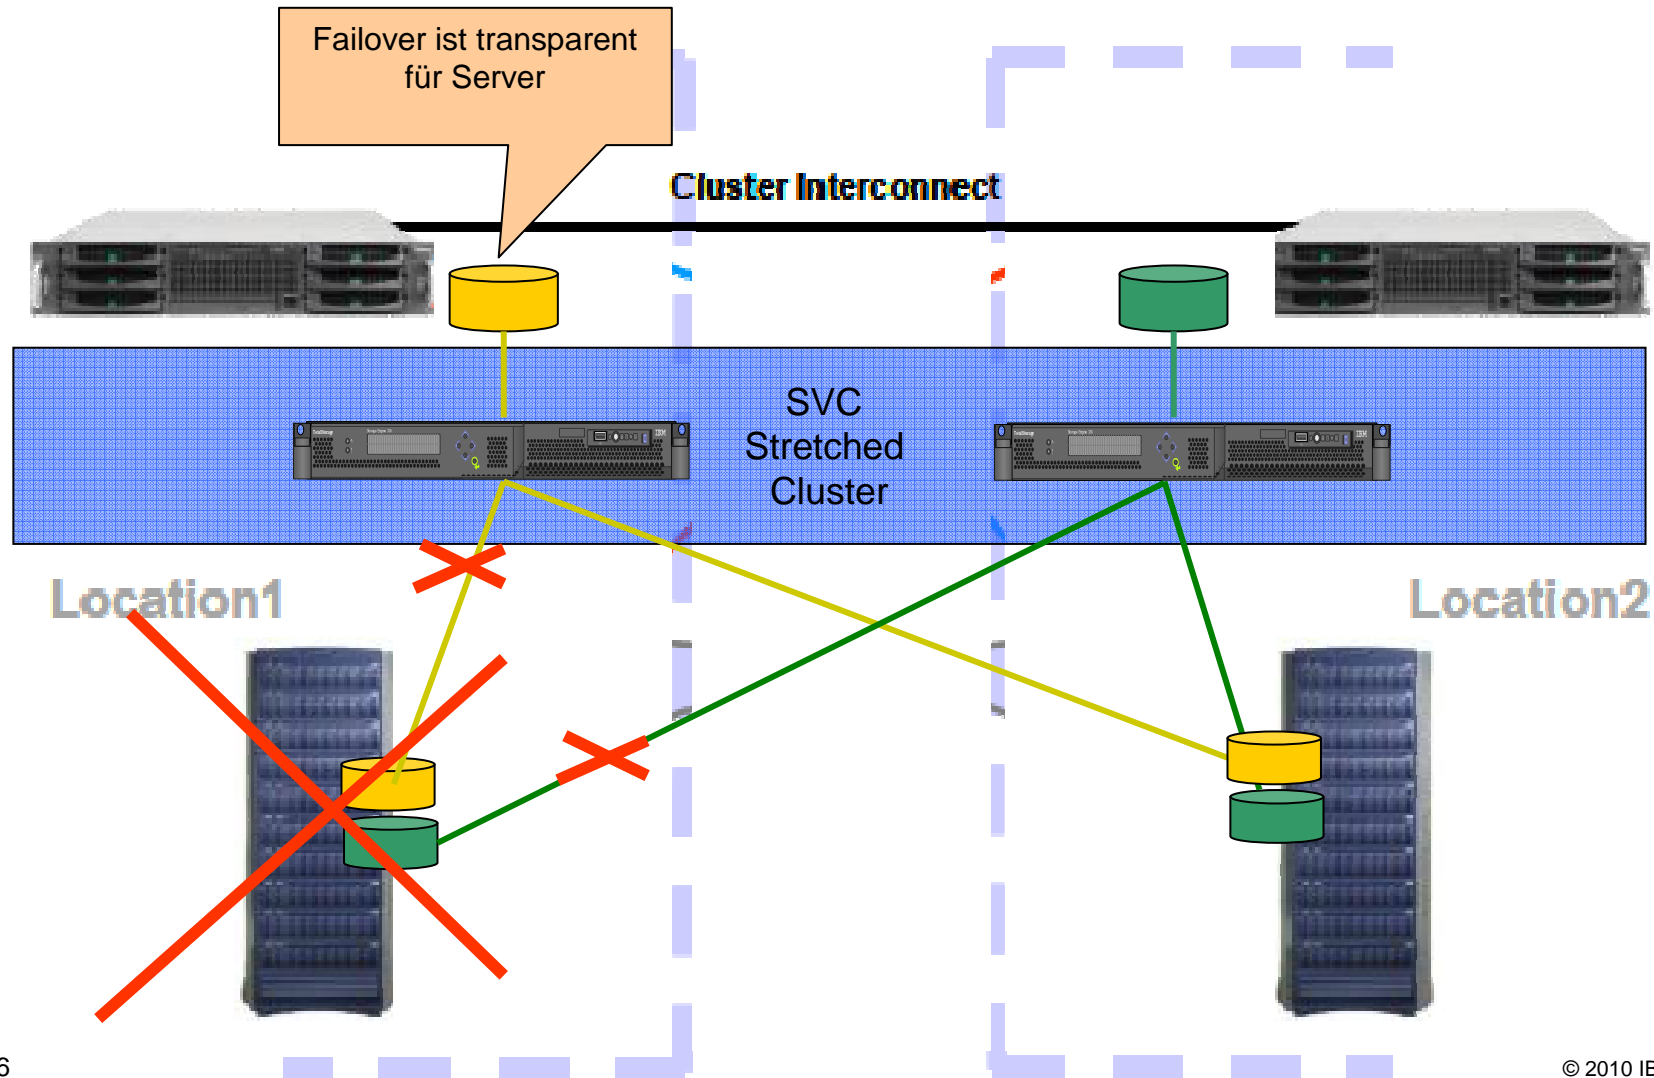 Failover ist transparent
für Server
Cluster Interconnect
SVC
Stretched
Cluster
Location1
Location2
6
© 2010 IB